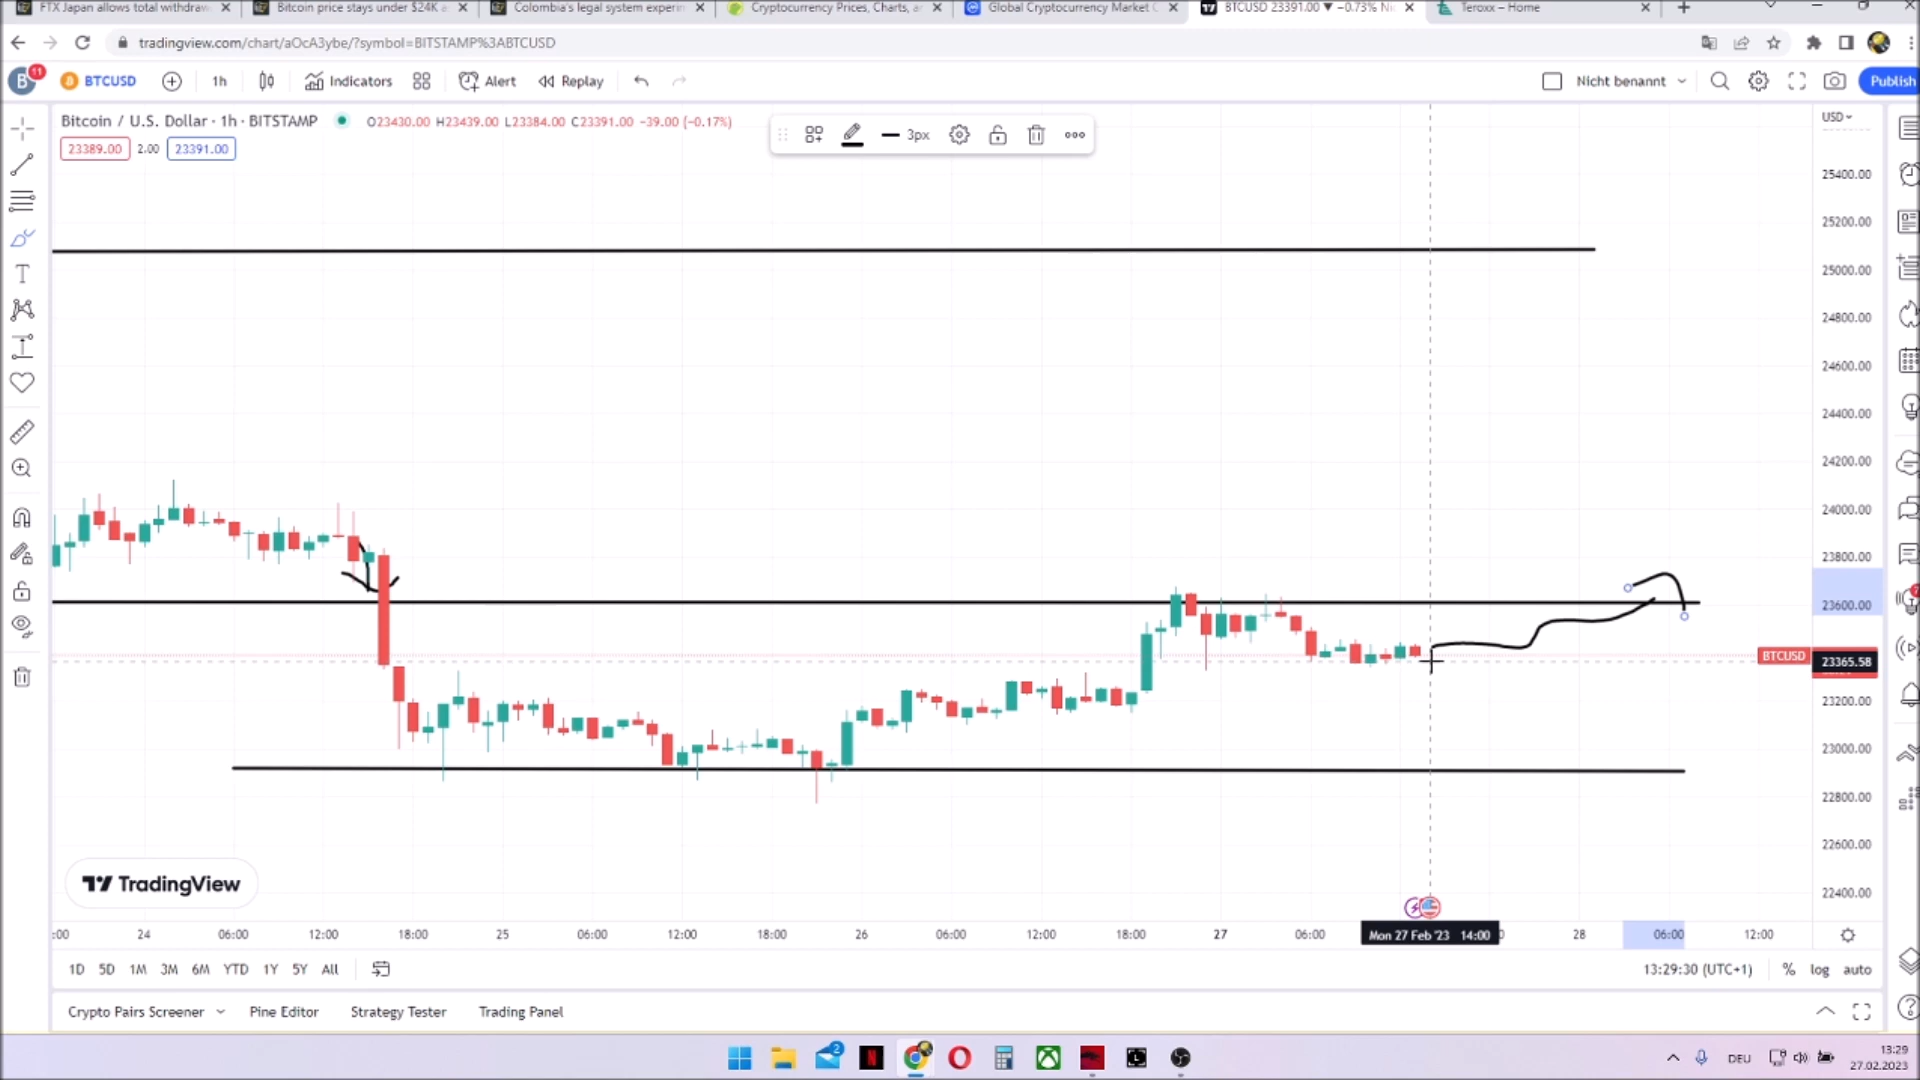 FTX Japan allows total withdraw
Bitcoin price stays under $24K a
Colombia's legal system experim
Cryptocurrency Prices, Charts, a
Global Cryptocurrency Market C
BTCUSD 23391.00 ▼ −0.73% Ni
Teroxx – Home
tradingview.com/chart/aOcA3ybe/?symbol=BITSTAMP%3ABTCUSD
B 11
BTCUSD
1h
Indicators
Alert
Replay
Nicht benannt
Publish
Bitcoin / U.S. Dollar · 1h · BITSTAMP
O23430.00 H23439.00 L23384.00 C23391.00 −39.00 (−0.17%)
23389.00 2.00 23391.00
3px
USD
25400.00
25200.00
25000.00
24800.00
24600.00
24400.00
24200.00
24000.00
23800.00
23600.00
BTCUSD
23365.58
23200.00
23000.00
22800.00
22600.00
22400.00
TradingView
:00 24 06:00 12:00 18:00 25 06:00 12:00 18:00 26 06:00 12:00 18:00 27 06:00 Mon 27 Feb '23 14:00 28 06:00 12:00
1D 5D 1M 3M 6M YTD 1Y 5Y All
13:29:30 (UTC+1) % log auto
Crypto Pairs Screener Pine Editor Strategy Tester Trading Panel
2
N
L
DEU
13:29
27.02.2023